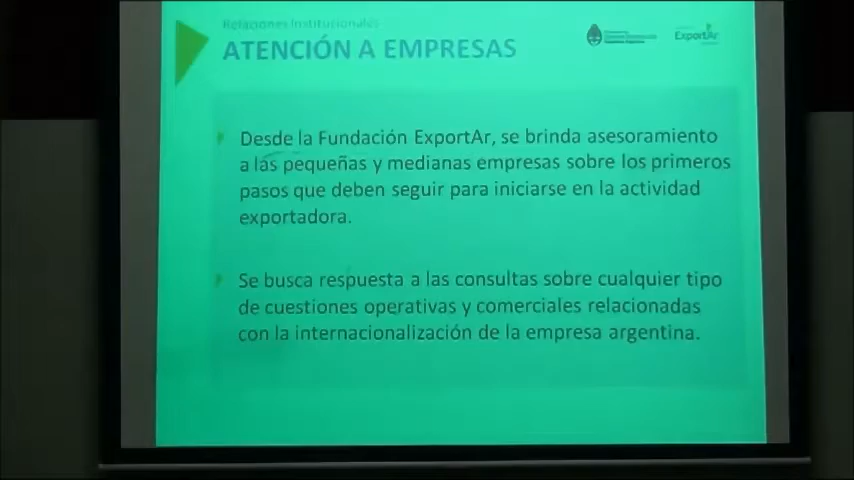 Relaciones Institucionales
ATENCIÓN A EMPRESAS
ExportAr
Desde la Fundación ExportAr, se brinda asesoramiento
a las pequeñas y medianas empresas sobre los primeros
pasos que deben seguir para iniciarse en la actividad
exportadora.
Se busca respuesta a las consultas sobre cualquier tipo
de cuestiones operativas y comerciales relacionadas
con la internacionalización de la empresa argentina.